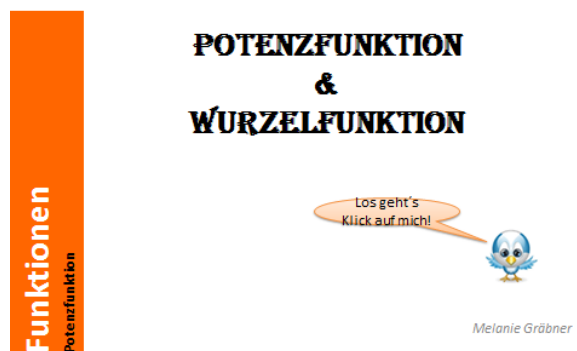 POTENZFUNKTION
&
WURZELFUNKTION
Los geht´s
Klick auf mich!
Funktionen
Potenzfunktion
Melanie Gräbner